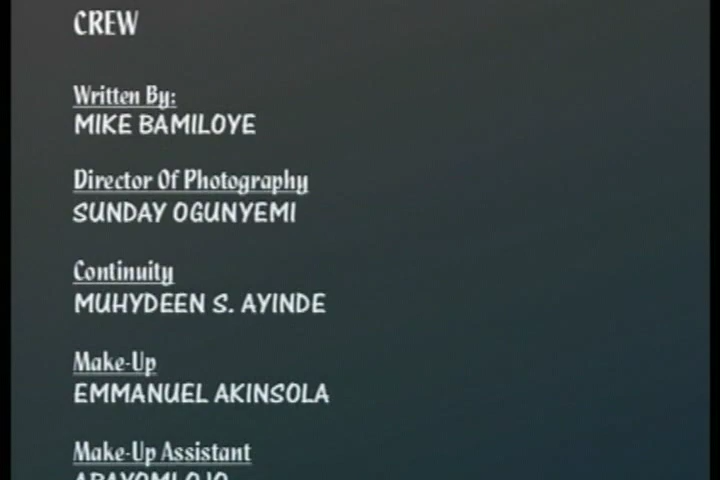 CREW
Written By:
MIKE BAMILOYE
Director Of Photography
SUNDAY OGUNYEMI
Continuity
MUHYDEEN S. AYINDE
Make-Up
EMMANUEL AKINSOLA
Make-Up Assistant